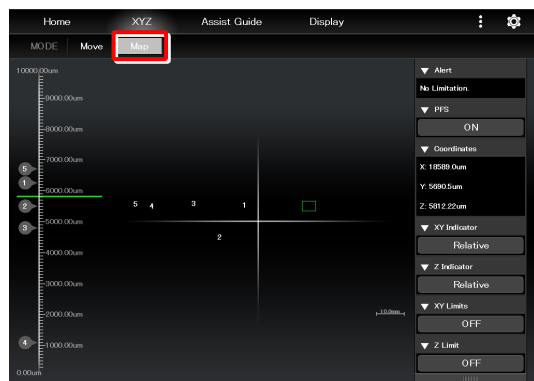 Home XYZ Assist Guide Display
MODE Move Map
10000.00um
9000.00um
8000.00um
7000.00um
6000.00um
5000.00um
4000.00um
3000.00um
2000.00um
1000.00um
0.00um
5
1
2
3
4
5 4 3 1
2
10.0mm
Alert
No Limitation.
PFS
ON
Coordinates
X: 18589.0um
Y: 5690.5um
Z: 5812.22um
XY Indicator
Relative
Z Indicator
Relative
XY Limits
OFF
Z Limit
OFF